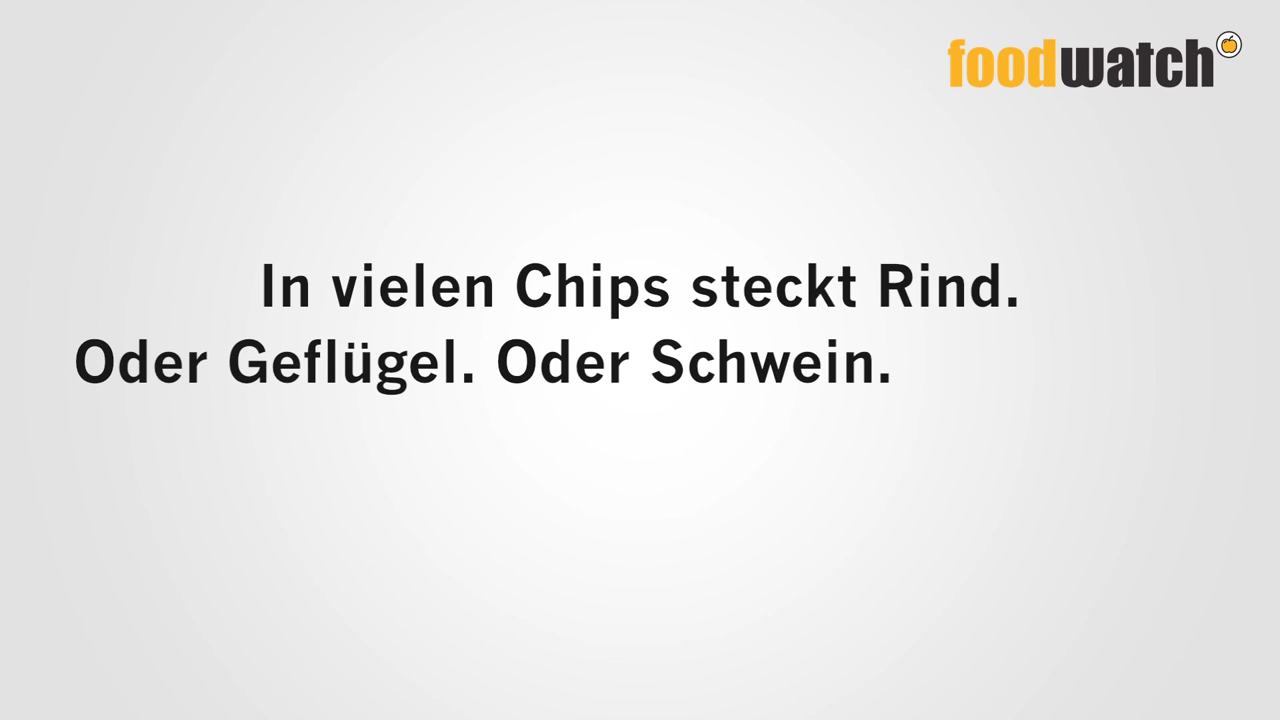 foodwatch
In vielen Chips steckt Rind.
Oder Geflügel. Oder Schwein.